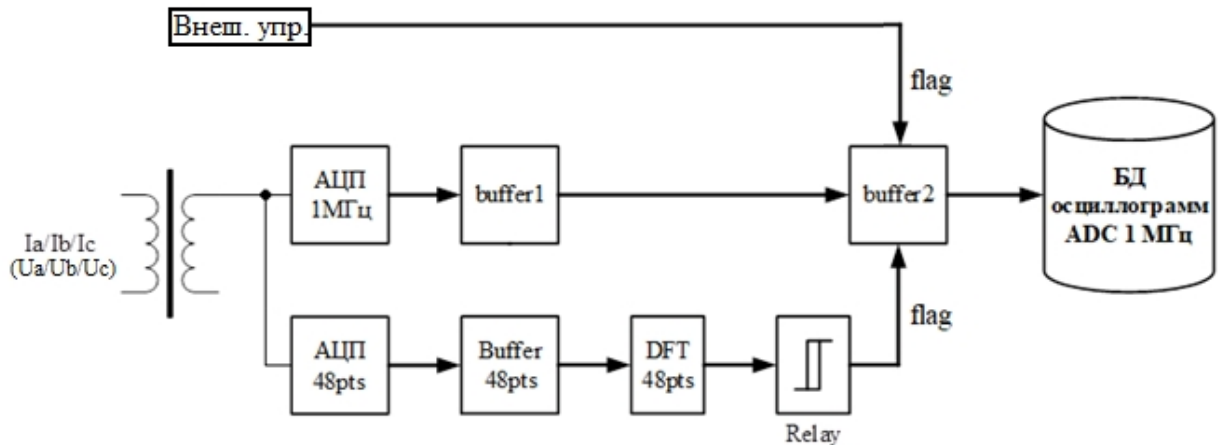 Внеш. упр.
flag
АЦП
1МГц
buffer1
buffer2
БД
осциллограмм
ADC 1 МГц
Ia/Ib/Ic
(Ua/Ub/Uc)
АЦП
48pts
Buffer
48pts
DFT
48pts
flag
Relay